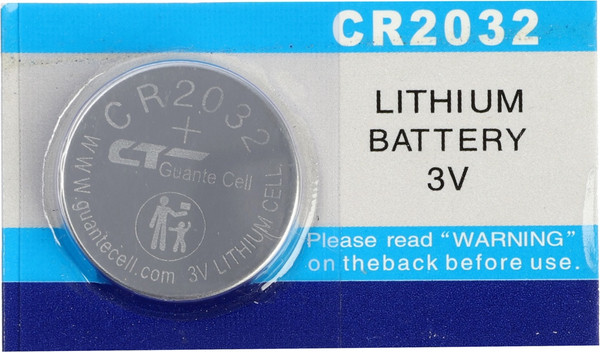 CR2032
LITHIUM
BATTERY
3V
Please read "WARNING"
on theback before use.
CR2032
+
GT
Guante Cell
www.guantecell.com
3V LITHIUM CELL